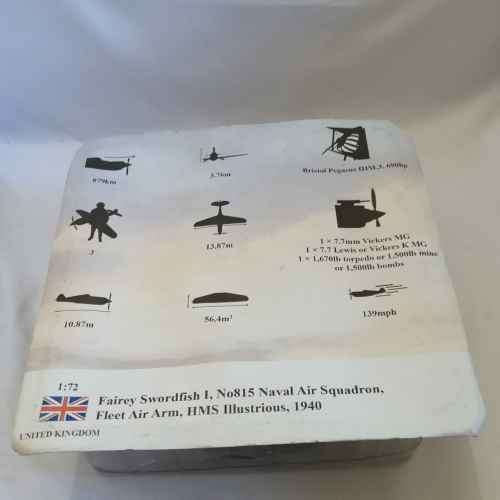 879km
3.76m
Bristol Pegasus IIIM.3, 690hp
3
13.87m
1 × 7.7mm Vickers MG
1 × 7.7 Lewis or Vickers K MG
1 × 1,670lb torpedo or 1,500lb mine
or 1,500lb bombs
10.87m
56.4m²
139mph
1:72
Fairey Swordfish I, No815 Naval Air Squadron,
Fleet Air Arm, HMS Illustrious, 1940
UNITED KINGDOM